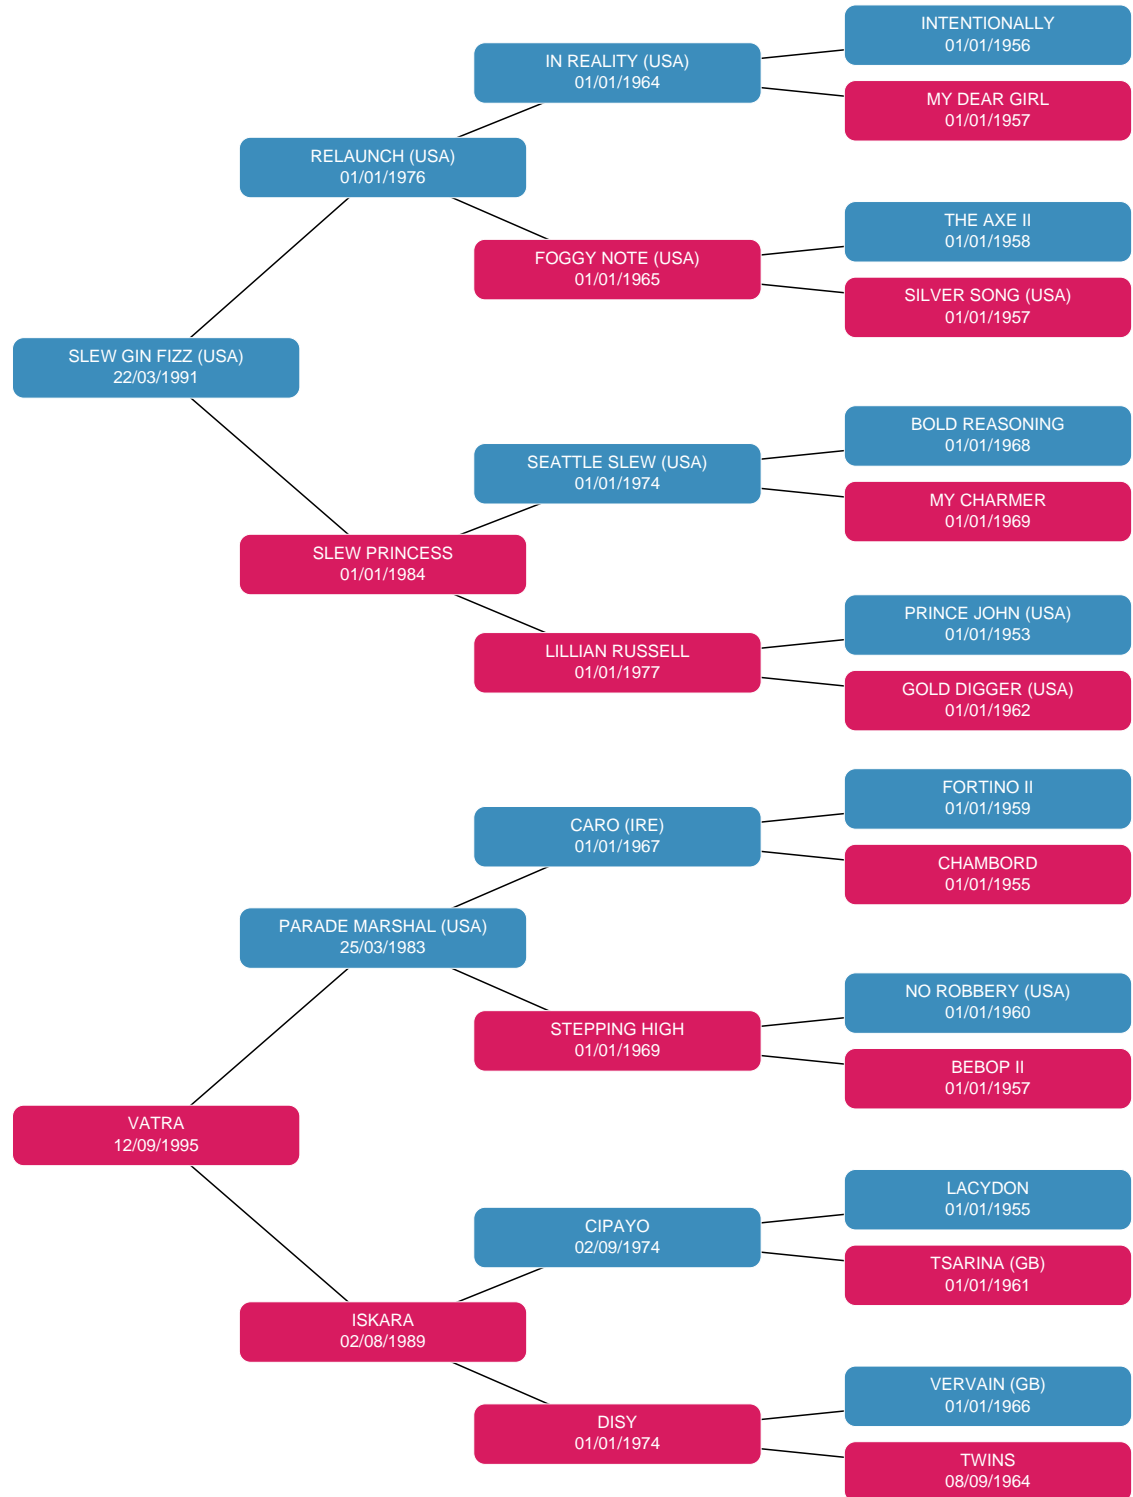 INTENTIONALLY
01/01/1956
IN REALITY (USA)
01/01/1964
MY DEAR GIRL
01/01/1957
RELAUNCH (USA)
01/01/1976
THE AXE II
01/01/1958
FOGGY NOTE (USA)
01/01/1965
SILVER SONG (USA)
01/01/1957
SLEW GIN FIZZ (USA)
22/03/1991
BOLD REASONING
01/01/1968
SEATTLE SLEW (USA)
01/01/1974
MY CHARMER
01/01/1969
SLEW PRINCESS
01/01/1984
PRINCE JOHN (USA)
01/01/1953
LILLIAN RUSSELL
01/01/1977
GOLD DIGGER (USA)
01/01/1962
FORTINO II
01/01/1959
CARO (IRE)
01/01/1967
CHAMBORD
01/01/1955
PARADE MARSHAL (USA)
25/03/1983
NO ROBBERY (USA)
01/01/1960
STEPPING HIGH
01/01/1969
BEBOP II
01/01/1957
VATRA
12/09/1995
LACYDON
01/01/1955
CIPAYO
02/09/1974
TSARINA (GB)
01/01/1961
ISKARA
02/08/1989
VERVAIN (GB)
01/01/1966
DISY
01/01/1974
TWINS
08/09/1964